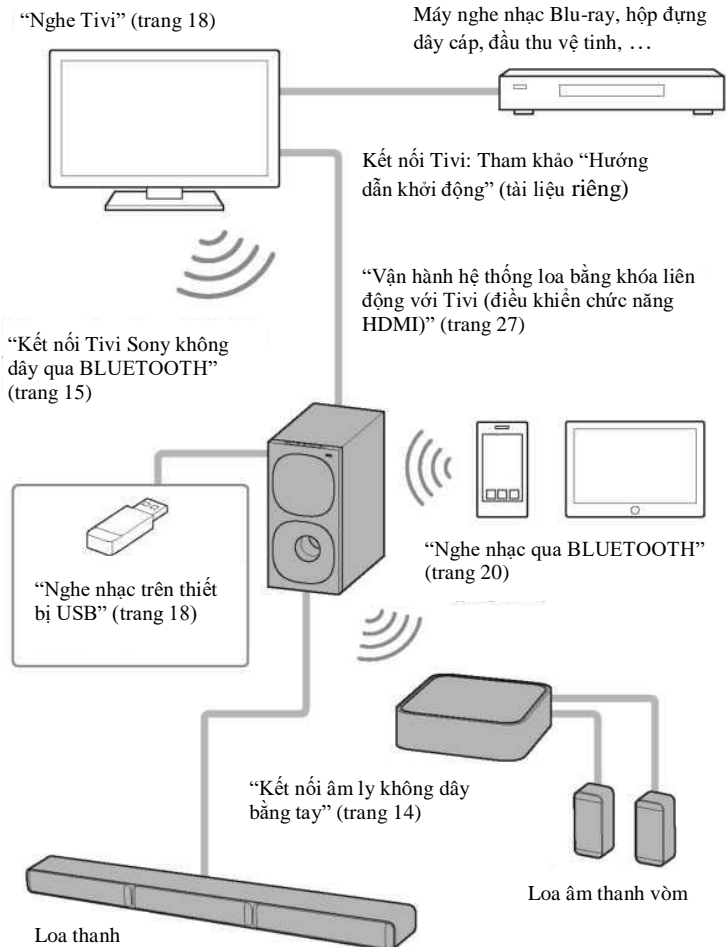 “Nghe Tivi” (trang 18)
Máy nghe nhạc Blu-ray, hộp đựng
dây cáp, đầu thu vệ tinh, …
Kết nối Tivi: Tham khảo “Hướng
dẫn khởi động” (tài liệu riêng)
“Vận hành hệ thống loa bằng khóa liên
động với Tivi (điều khiển chức năng
HDMI)” (trang 27)
“Kết nối Tivi Sony không
dây qua BLUETOOTH”
(trang 15)
“Nghe nhạc qua BLUETOOTH”
(trang 20)
“Nghe nhạc trên thiết
bị USB” (trang 18)
“Kết nối âm ly không dây
bằng tay” (trang 14)
Loa âm thanh vòm
Loa thanh